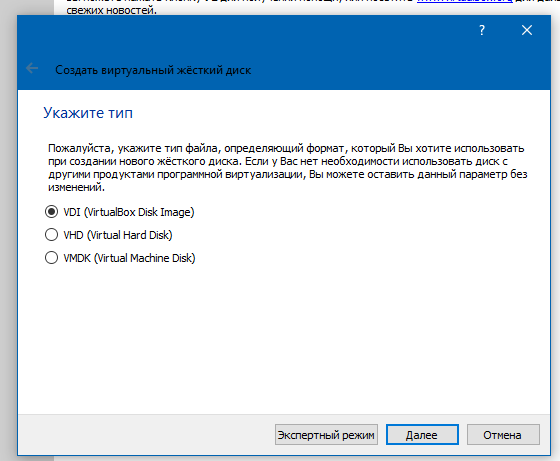 свежих новостей.
?
Создать виртуальный жёсткий диск
Укажите тип
Пожалуйста, укажите тип файла, определяющий формат, который Вы хотите использовать
при создании нового жёсткого диска. Если у Вас нет необходимости использовать диск с
другими продуктами программной виртуализации, Вы можете оставить данный параметр без
изменений.
VDI (VirtualBox Disk Image)
VHD (Virtual Hard Disk)
VMDK (Virtual Machine Disk)
Экспертный режим Далее Отмена